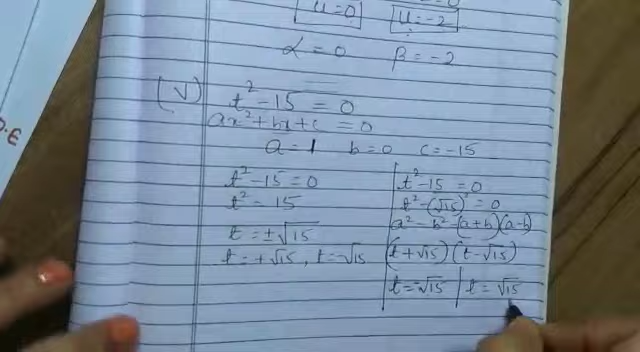 u=0 u=-2
α = 0 β = -2
(V) t²-15 = 0
ax²+bx+c = 0
a = 1 b = 0 c = -15
t²-15 = 0
t² = 15
t = ±√15
t = +√15, t = -√15
t²-15 = 0
t²-(√15)² = 0
a²-b²-(a+b)(a-b)
(t+√15)(t-√15)
t = -√15 | t = √15